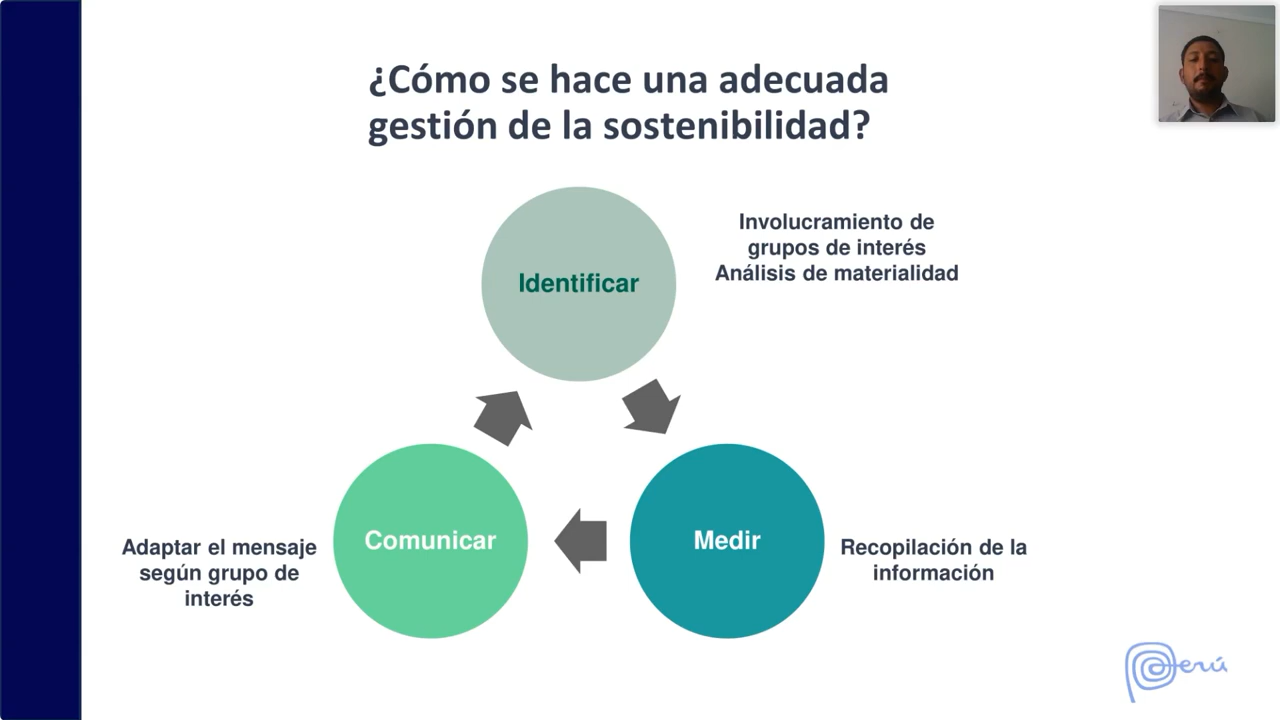 ¿Cómo se hace una adecuada
gestión de la sostenibilidad?
Identificar
Involucramiento de
grupos de interés
Análisis de materialidad
Medir
Recopilación de la
información
Comunicar
Adaptar el mensaje
según grupo de
interés
Perú